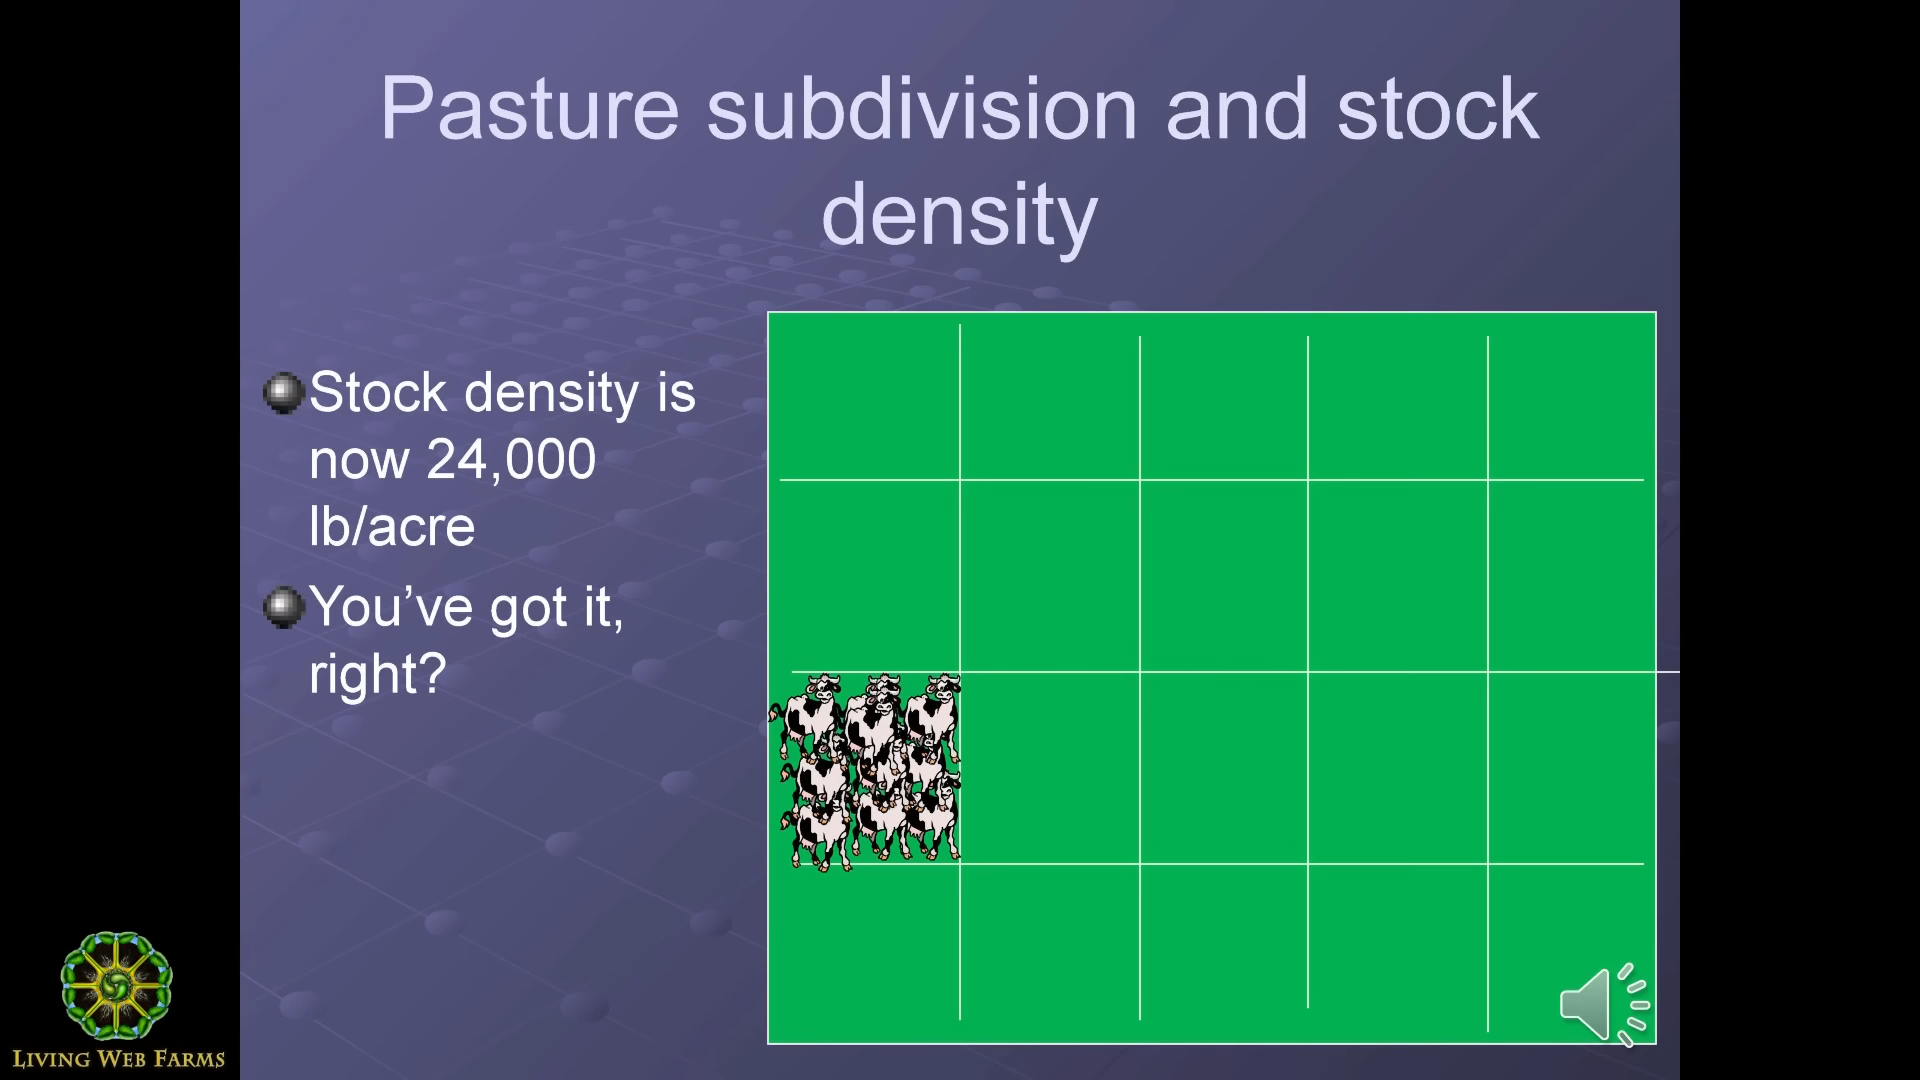 Pasture subdivision and stock
density
Stock density is
now 24,000
lb/acre
You’ve got it,
right?
LIVING WEB FARMS